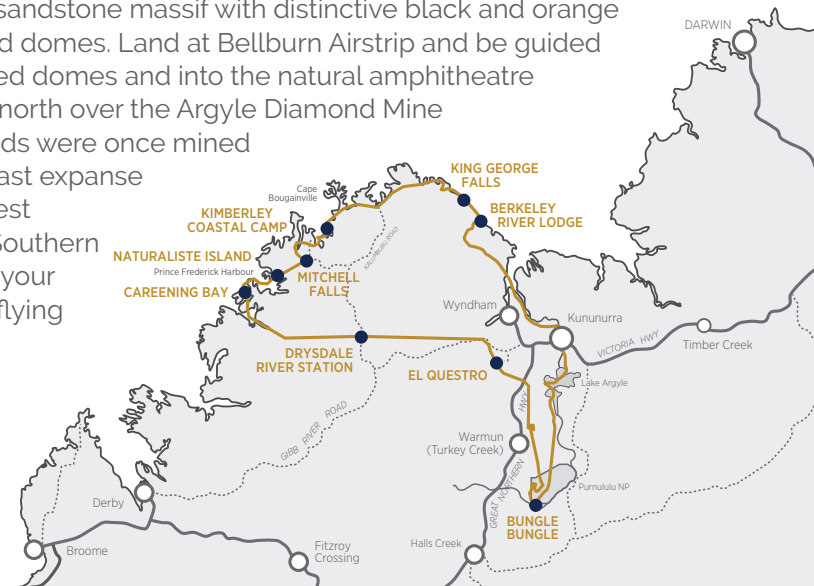 sandstone massif with distinctive black and orange
d domes. Land at Bellburn Airstrip and be guided
ed domes and into the natural amphitheatre
north over the Argyle Diamond Mine
ds were once mined
ast expanse
est
Southern
your
flying
DARWIN
KING GEORGE
FALLS
Cape
Bougainville
BERKELEY
RIVER LODGE
KIMBERLEY
COASTAL CAMP
KALUMBURU ROAD
NATURALISTE ISLAND
Prince Frederick Harbour
MITCHELL
FALLS
CAREENING BAY
Wyndham
Kununurra
VICTORIA HWY
Timber Creek
DRYSDALE
RIVER STATION
EL QUESTRO
Lake Argyle
GIBB RIVER ROAD
Warmun
(Turkey Creek)
GREAT NORTHERN HWY
Purnululu NP
Derby
BUNGLE
BUNGLE
Broome
Fitzroy
Crossing
Halls Creek